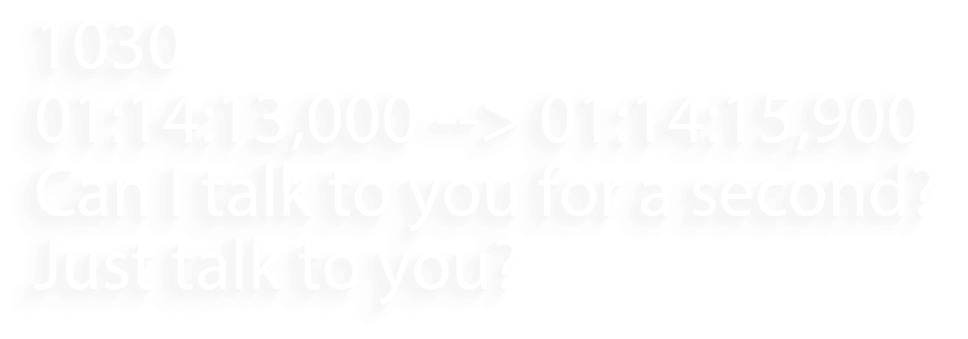 1030
01:14:13,000 --> 01:14:15,900
Can I talk to you for a second?
Just talk to you?